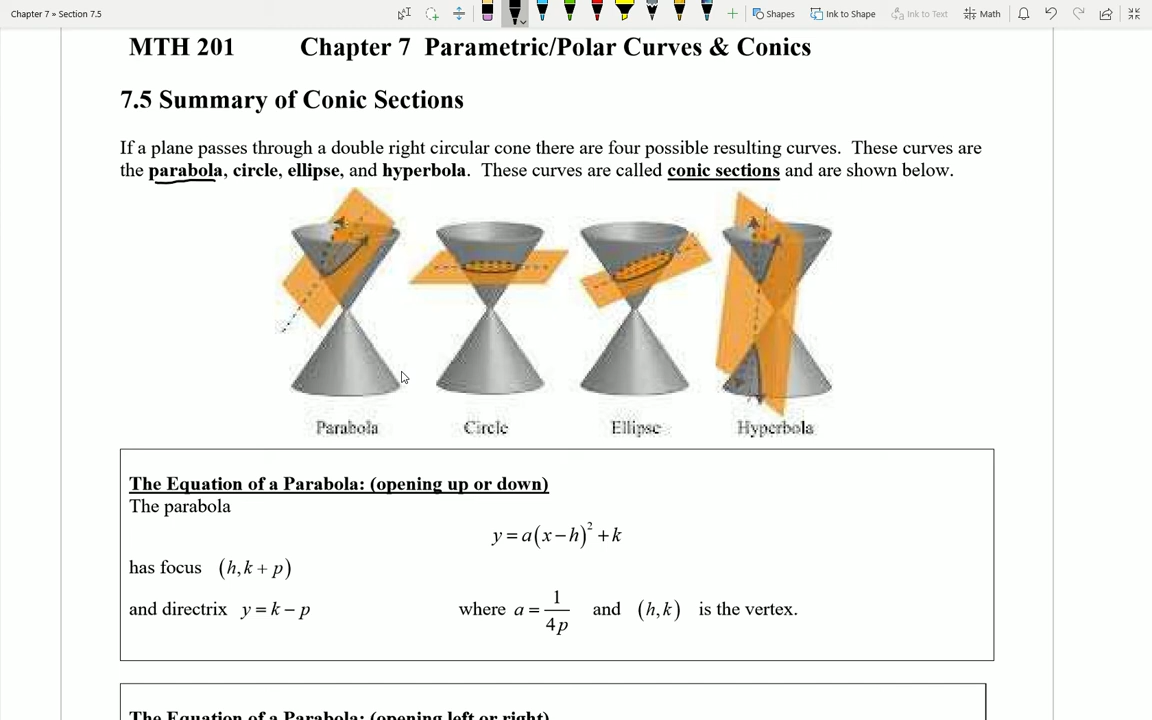 Chapter 7 » Section 7.5
Shapes
Ink to Shape
Ink to Text
Math
MTH 201 Chapter 7 Parametric/Polar Curves & Conics
7.5 Summary of Conic Sections
If a plane passes through a double right circular cone there are four possible resulting curves. These curves are
the parabola, circle, ellipse, and hyperbola. These curves are called conic sections and are shown below.
Parabola Circle Ellipse Hyperbola
The Equation of a Parabola: (opening up or down)
The parabola
y = a(x − h)² + k
has focus (h, k + p)
and directrix y = k − p where a = 1/4p and (h, k) is the vertex.
The Equation of a Parabola: (opening left or right)